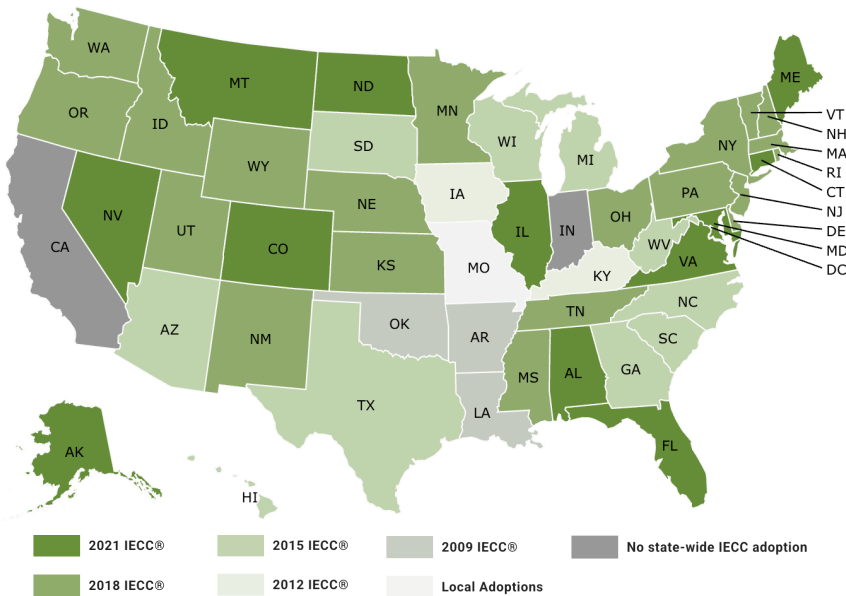 WA
MT
ND
ME
OR
ID
MN
VT
NH
WI
SD
NY
MA
MI
WY
RI
CT
IA
PA
NE
NJ
OH
NV
IL
IN
DE
UT
WV
CO
MD
CA
VA
KS
MO
KY
DC
NC
TN
OK
AZ
AR
SC
NM
GA
MS
AL
TX
LA
FL
AK
HI
2021 IECC®
2015 IECC®
2009 IECC®
No state-wide IECC adoption
2018 IECC®
2012 IECC®
Local Adoptions